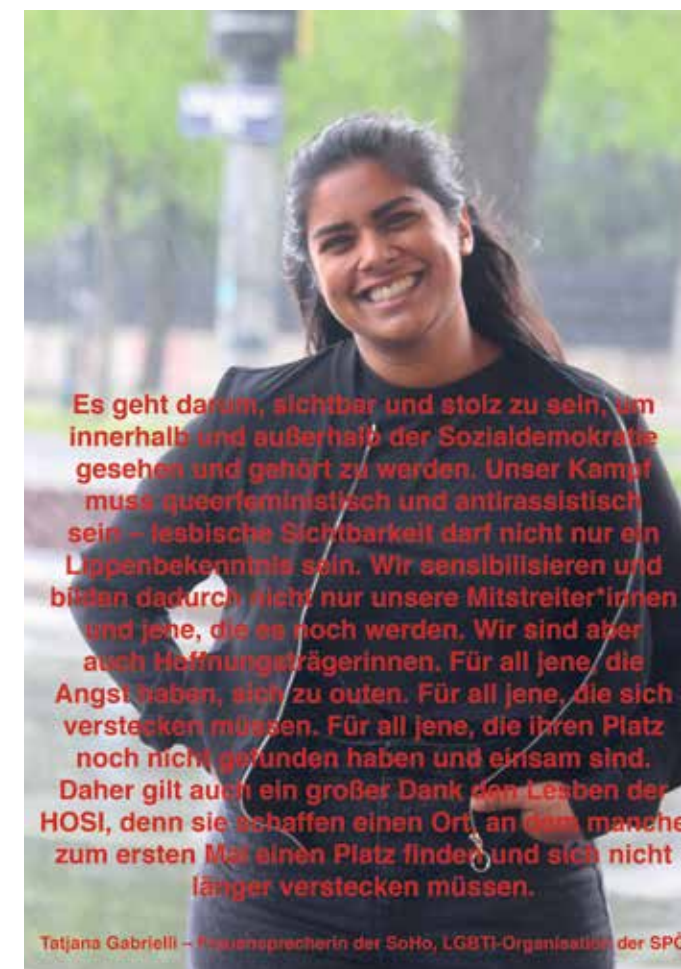 Es geht darum, sichtbar und stolz zu sein, um
innerhalb und außerhalb der Sozialdemokratie
gesehen und gehört zu werden. Unser Kampf
muss queerfeministisch und antirassistisch
sein – lesbische Sichtbarkeit darf nicht nur ein
Lippenbekenntnis sein. Wir sensibilisieren und
bilden dadurch nicht nur unsere Mitstreiter*innen
und jene, die es noch werden. Wir sind aber
auch Hoffnungsträgerinnen. Für all jene, die
Angst haben, sich zu outen. Für all jene, die sich
verstecken müssen. Für all jene, die ihren Platz
noch nicht gefunden haben und einsam sind.
Daher gilt auch ein großer Dank den Lesben der
HOSI, denn sie schaffen einen Ort, an dem manche
zum ersten Mal einen Platz finden und sich nicht
länger verstecken müssen.
Tatjana Gabrielli – Frauensprecherin der SoHo, LGBTI-Organisation der SPÖ